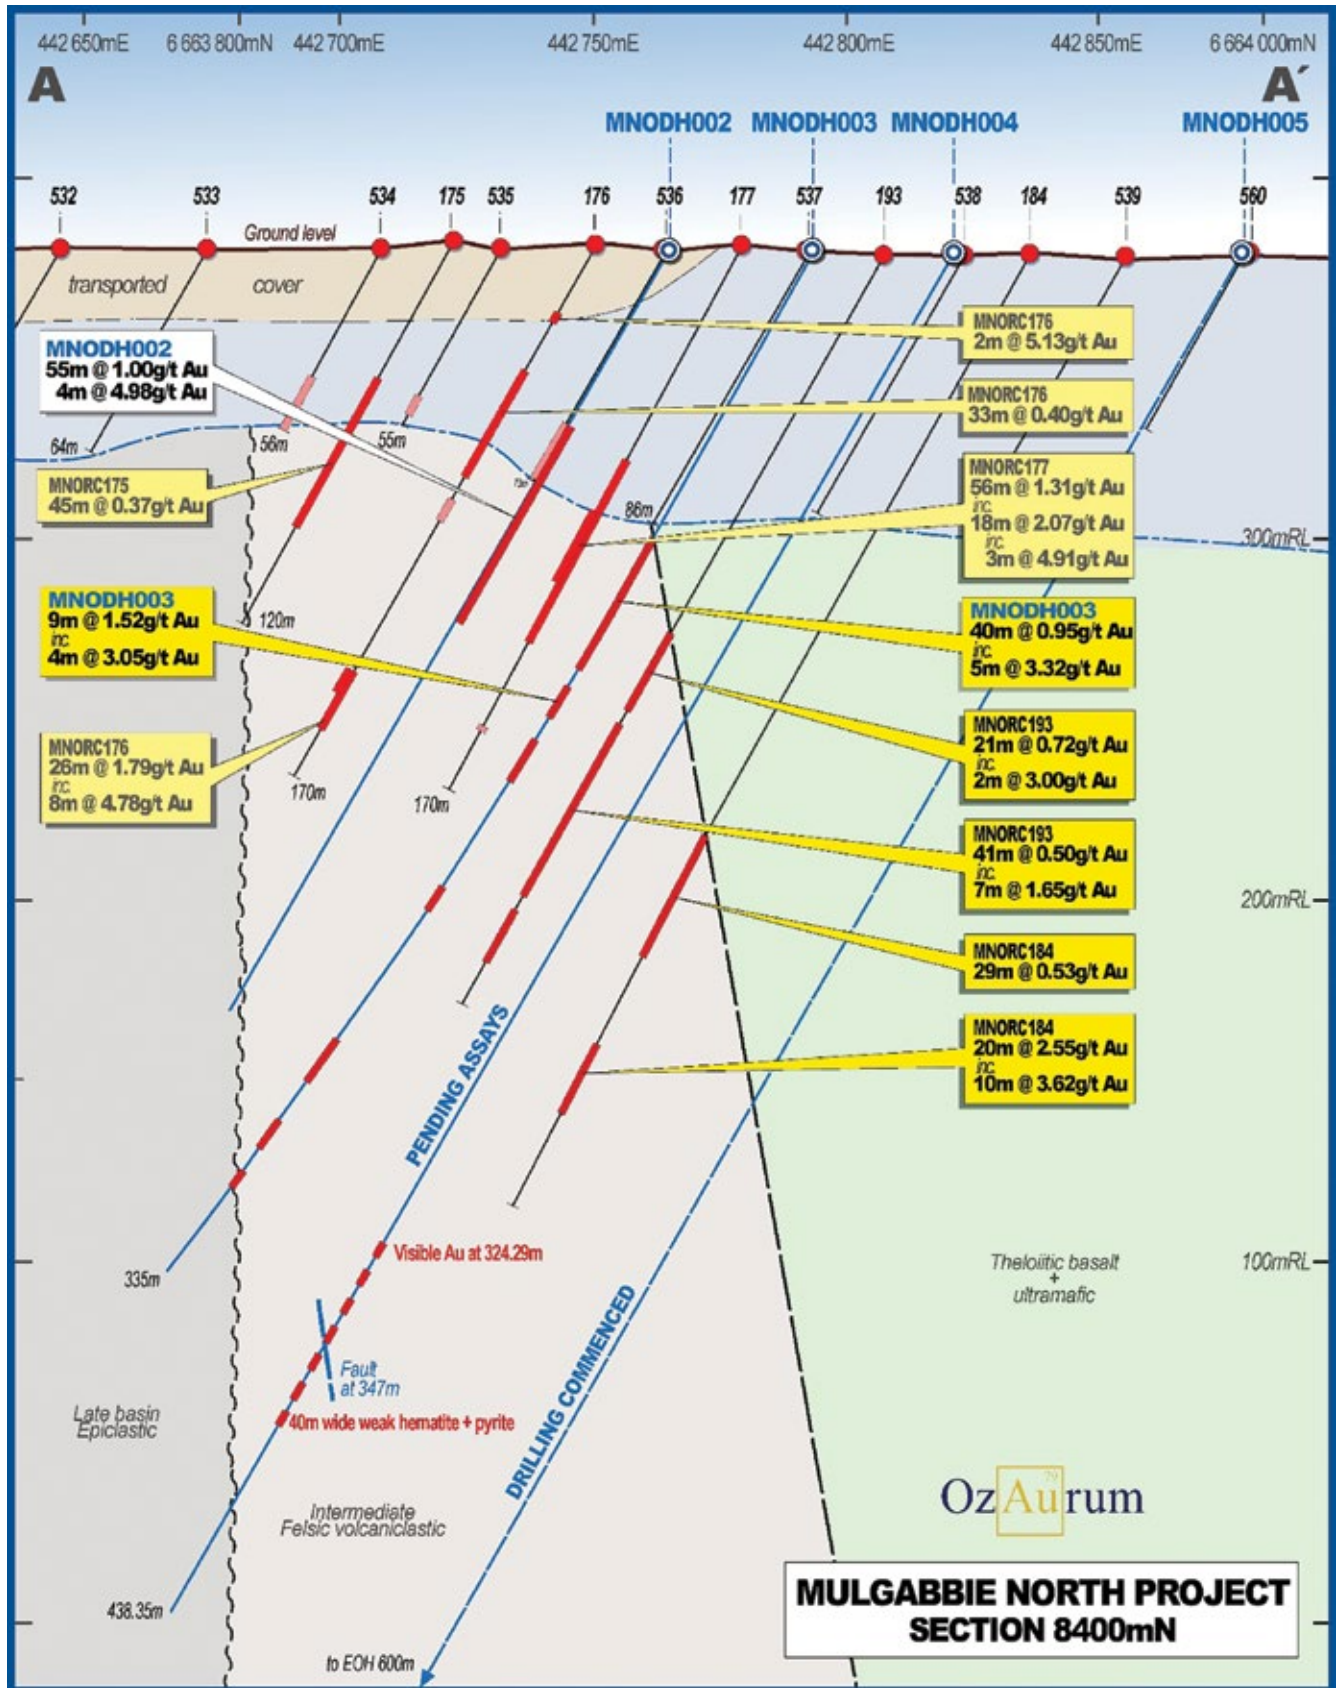 442 650mE 6 663 800mN 442 700mE 442 750mE 442 800mE 442 850mE 6 664 000mN
A A´
MNODH002 MNODH003 MNODH004 MNODH005
532 533 534 175 535 176 536 177 537 193 538 184 539 560
Ground level
transported cover
MNODH002
55m @ 1.00g/t Au
4m @ 4.98g/t Au
MNORC176
2m @ 5.13g/t Au
MNORC176
33m @ 0.40g/t Au
64m
56m
55m
86m
MNORC175
45m @ 0.37g/t Au
MNORC177
56m @ 1.31g/t Au
inc.
18m @ 2.07g/t Au
inc.
3m @ 4.91g/t Au
300mRL
MNODH003
9m @ 1.52g/t Au
inc.
4m @ 3.05g/t Au
120m
MNODH003
40m @ 0.95g/t Au
inc.
5m @ 3.32g/t Au
MNORC176
26m @ 1.79g/t Au
inc.
8m @ 4.78g/t Au
170m
170m
MNORC193
21m @ 0.72g/t Au
inc.
2m @ 3.00g/t Au
MNORC193
41m @ 0.50g/t Au
inc.
7m @ 1.65g/t Au
200mRL
MNORC184
29m @ 0.53g/t Au
MNORC184
20m @ 2.55g/t Au
inc.
10m @ 3.62g/t Au
PENDING ASSAYS
Visible Au at 324.29m
335m
100mRL
Theloiitic basalt
+
ultramafic
Fault
at 347m
40m wide weak hematite + pyrite
DRILLING COMMENCED
Late basin
Epiclastic
Intermediate
Felsic volcaniclastic
79
OzAurum
438.35m
to EOH 600m
MULGABBIE NORTH PROJECT
SECTION 8400mN